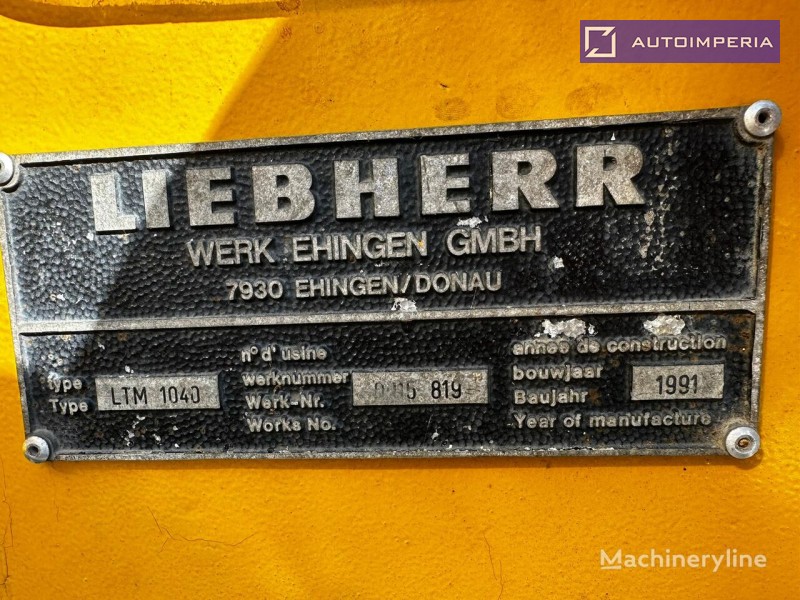 AUTOIMPERIA
LIEBHERR
WERK EHINGEN GMBH
7930 EHINGEN/DONAU
type
Type
LTM 1040
n° d'usine
werknummer
Werk-Nr.
Works No.
819
année de construction
bouwjaar
Baujahr
Year of manufacture
1991
Machineryline